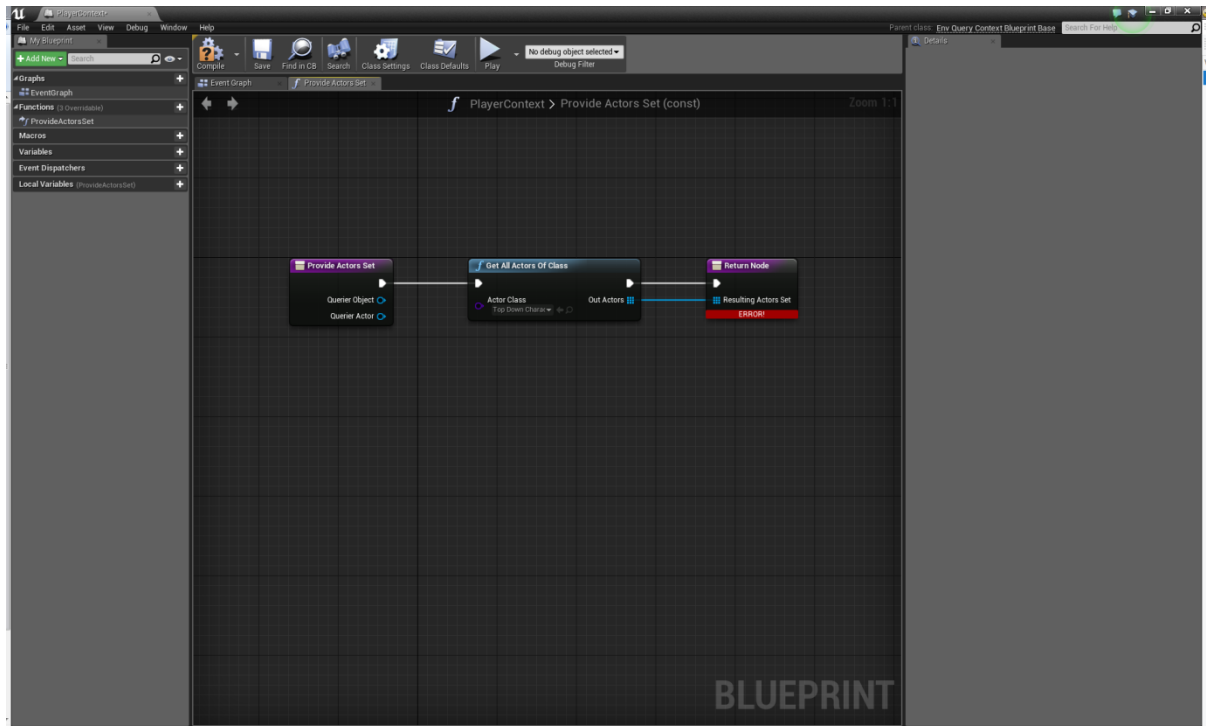 PlayerContext*
File Edit Asset View Debug Window Help
Parent class: Env Query Context Blueprint Base Search For Help
My Blueprint
Details
+ Add New Search
Compile Save Find in CB Search Class Settings Class Defaults Play
No debug object selected
Debug Filter
Event Graph Provide Actors Set
Graphs
EventGraph
Functions (3 Overridable)
ProvideActorsSet
Macros
Variables
Event Dispatchers
Local Variables (ProvideActorsSet)
f PlayerContext > Provide Actors Set (const) Zoom 1:1
Provide Actors Set
Querier Object
Querier Actor
f Get All Actors Of Class
Actor Class Out Actors
Top Down Charac
Return Node
Resulting Actors Set
ERROR!
BLUEPRINT